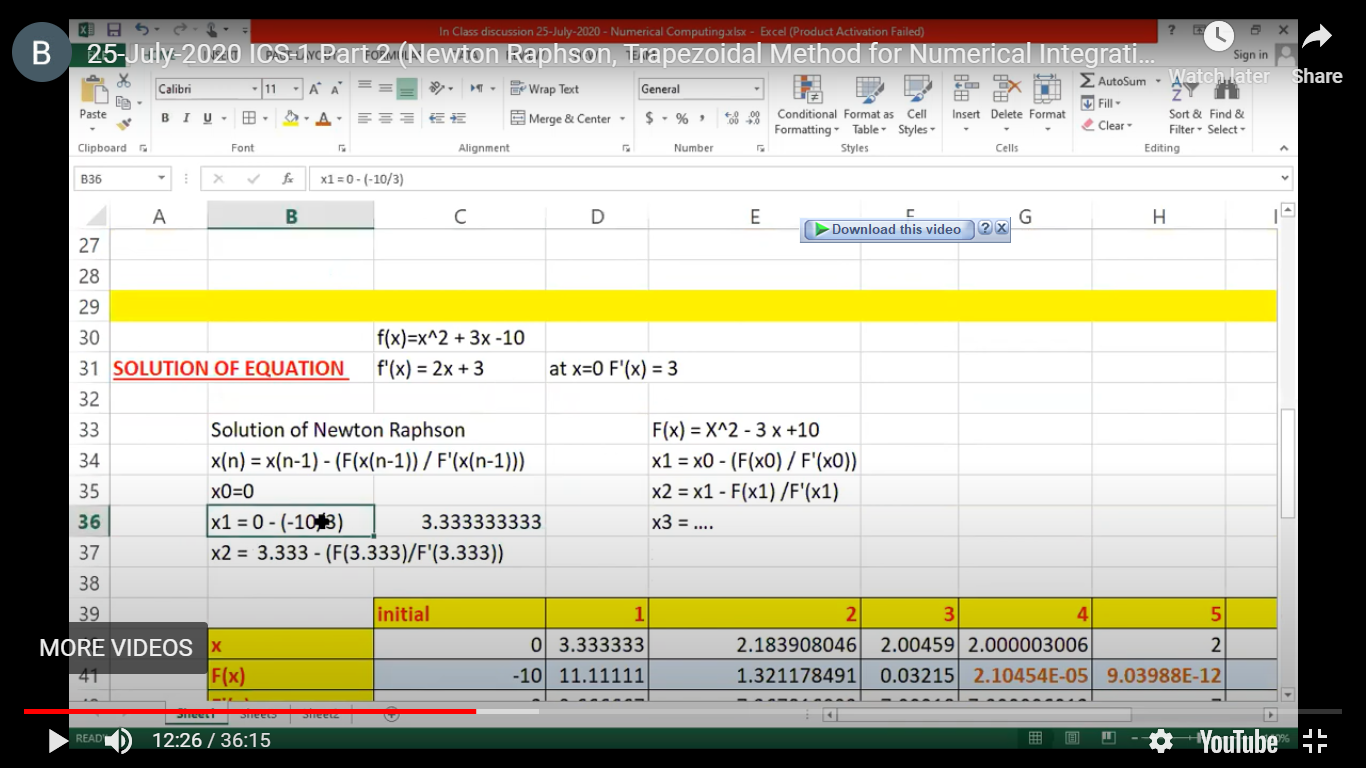 In Class discussion 25-July-2020 - Numerical Computing.xlsx - Excel (Product Activation Failed)
B
25-July-2020 ICS-1 Part 2 (Newton Raphson, Trapezoidal Method for Numerical Integrati...
Sign in
Watch later
Share
Paste
Calibri
11
B I U
Wrap Text
Merge & Center
General
$ % ,
Conditional Formatting
Format as Table
Cell Styles
Insert
Delete
Format
AutoSum
Fill
Clear
Sort & Filter
Find & Select
Clipboard
Font
Alignment
Number
Styles
Cells
Editing
B36
fx
x1 = 0 - (-10/3)
A B C D E F G H I
Download this video
27
28
29
30 f(x)=x^2 + 3x -10
31 SOLUTION OF EQUATION f'(x) = 2x + 3 at x=0 F'(x) = 3
32
33 Solution of Newton Raphson F(x) = X^2 - 3 x +10
34 x(n) = x(n-1) - (F(x(n-1)) / F'(x(n-1))) x1 = x0 - (F(x0) / F'(x0))
35 x0=0 x2 = x1 - F(x1) /F'(x1)
36 x1 = 0 - (-10/3) 3.333333333 x3 = ....
37 x2 = 3.333 - (F(3.333)/F'(3.333))
38
39 initial 1 2 3 4 5
MORE VIDEOS
x 0 3.333333 2.183908046 2.00459 2.000003006 2
41 F(x) -10 11.11111 1.321178491 0.03215 2.10454E-05 9.03988E-12
Sheet1 Sheet3 Sheet2
READY
12:26 / 36:15
YouTube